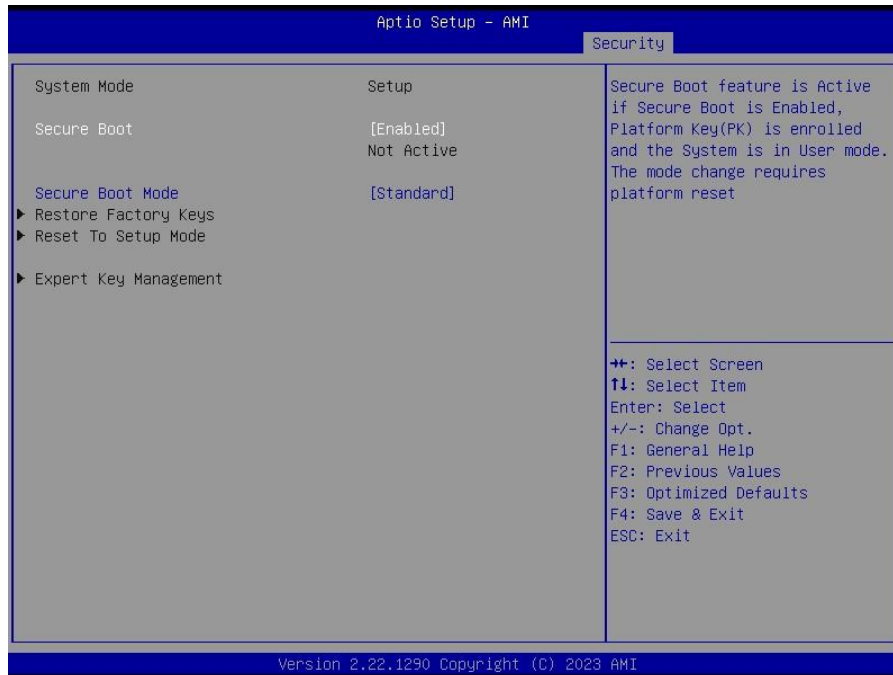 Aptio Setup – AMI
Security
System Mode Setup
Secure Boot [Enabled]
Not Active
Secure Boot Mode [Standard]
▶ Restore Factory Keys
▶ Reset To Setup Mode
▶ Expert Key Management
Secure Boot feature is Active
if Secure Boot is Enabled,
Platform Key(PK) is enrolled
and the System is in User mode.
The mode change requires
platform reset
→←: Select Screen
↑↓: Select Item
Enter: Select
+/-: Change Opt.
F1: General Help
F2: Previous Values
F3: Optimized Defaults
F4: Save & Exit
ESC: Exit
Version 2.22.1290 Copyright (C) 2023 AMI